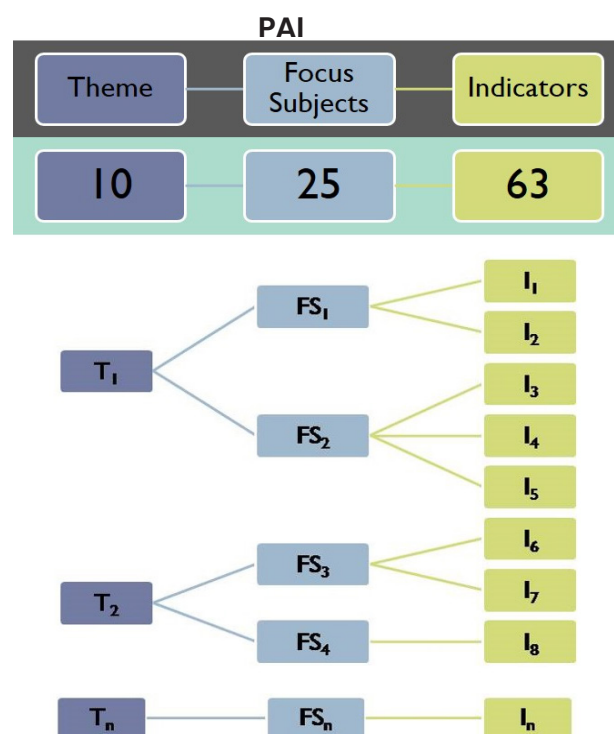 PAI
Theme
Focus
Subjects
Indicators
10
25
63
T₁
FS₁
I₁
I₂
FS₂
I₃
I₄
I₅
T₂
FS₃
I₆
I₇
FS₄
I₈
Tₙ
FSₙ
Iₙ